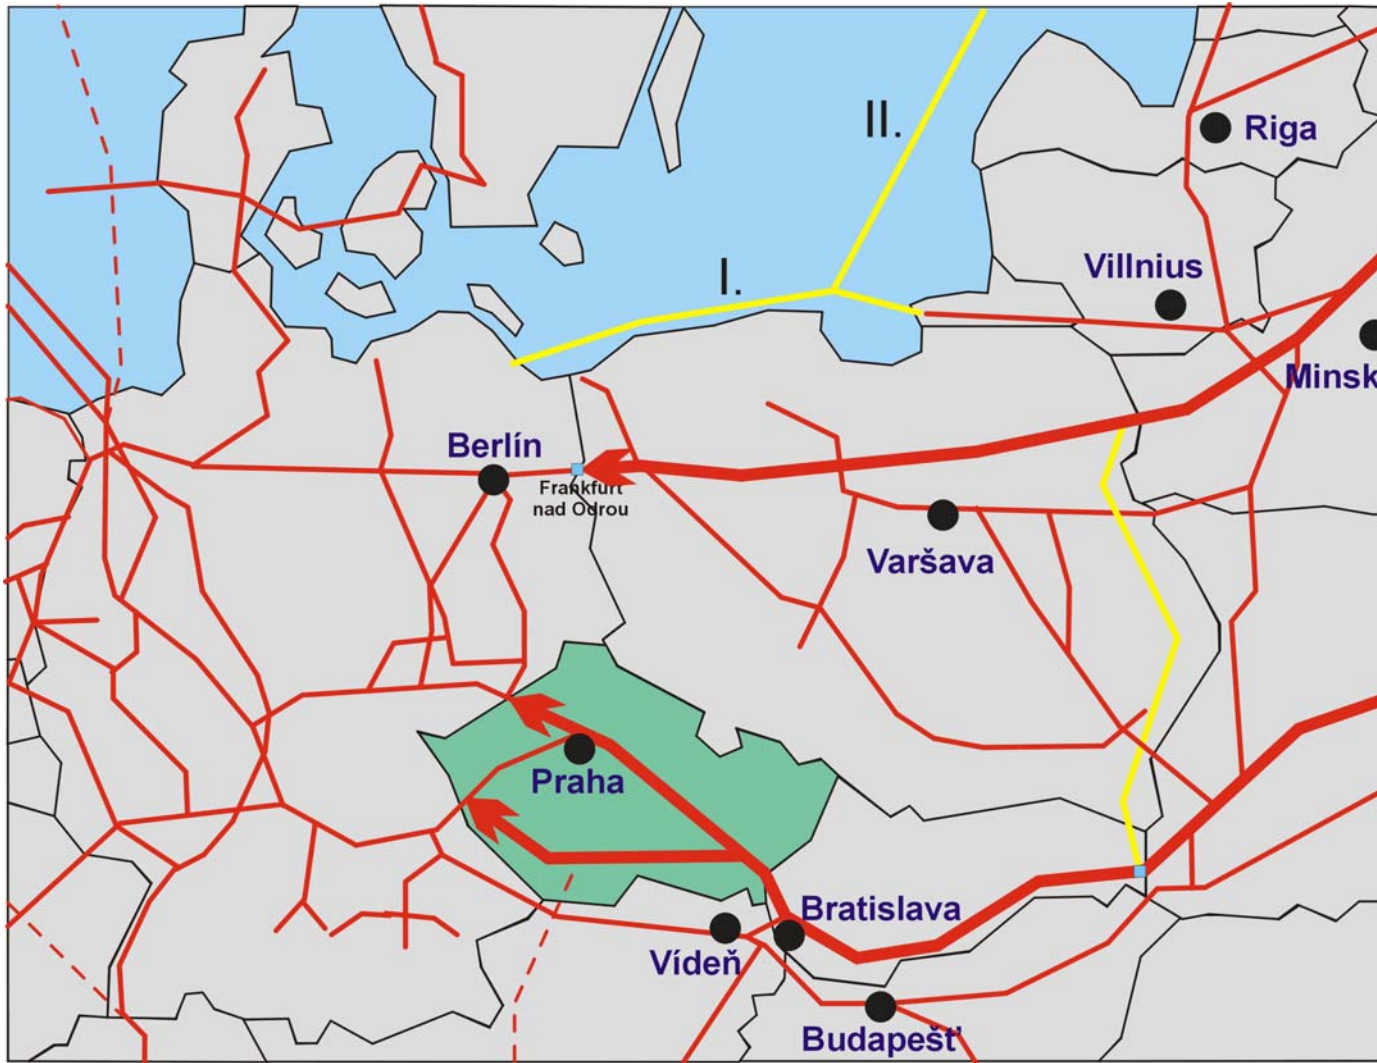 II.
Riga
I.
Villnius
Minsk
Berlín
Frankfurt
nad Odrou
Varšava
Praha
Bratislava
Vídeň
Budapešť